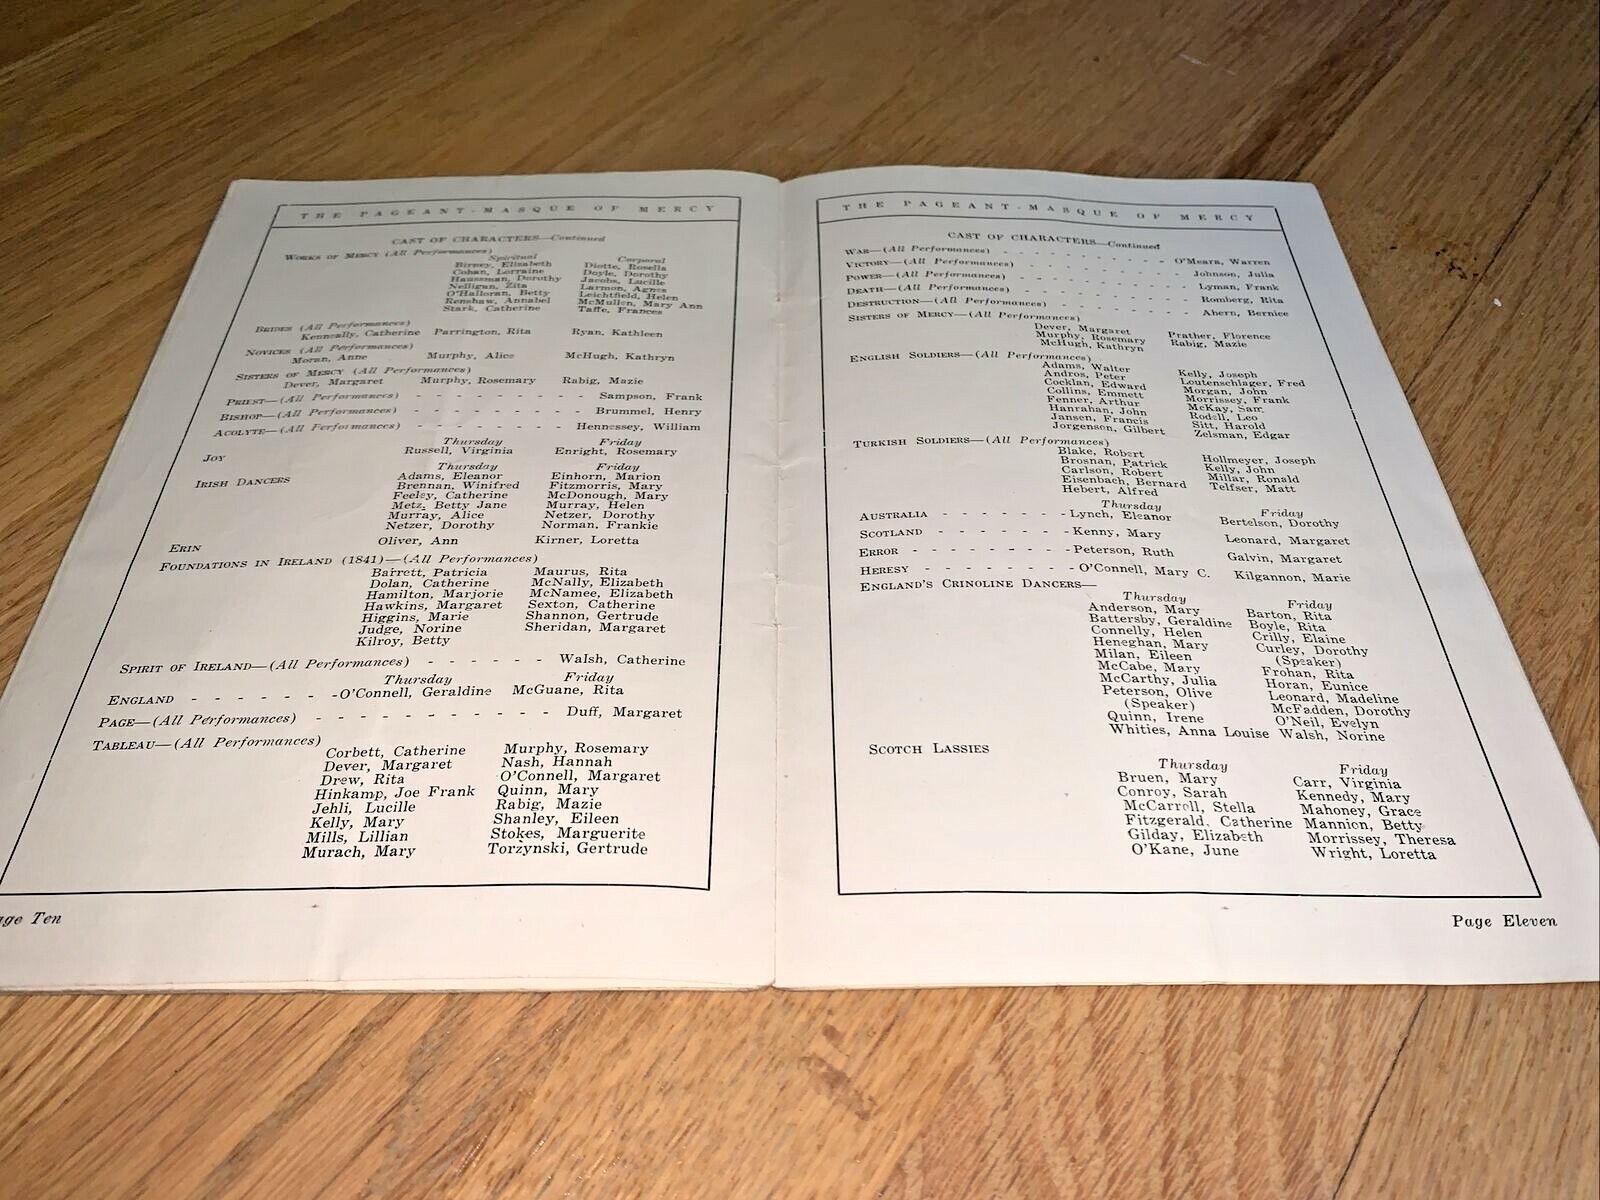 THE PAGEANT-MASQUE OF MERCY
CAST OF CHARACTERS—Continued
WORKS OF MERCY (All Performances)
Spiritual Corporal
Birney, Elizabeth Diotte, Rosella
Cohan, Lorraine Doyle, Dorothy
Haussman, Dorothy Jacobs, Lucille
Nelligan, Zita Larmon, Agnes
O'Halloran, Betty Leichtfield, Helen
Renshaw, Annabel McMullen, Mary Ann
Stark, Catherine Taffe, Frances
BRIDES (All Performances)
Kenneally, Catherine Parrington, Rita Ryan, Kathleen
NOVICES (All Performances)
Moran, Anne Murphy, Alice McHugh, Kathryn
SISTERS OF MERCY (All Performances)
Dever, Margaret Murphy, Rosemary Rabig, Mazie
PRIEST—(All Performances) - - - - - - - - - Sampson, Frank
BISHOP—(All Performances) - - - - - - - - - Brummel, Henry
ACOLYTE—(All Performances) - - - - - - - - Hennessey, William
Thursday Friday
JOY Russell, Virginia Enright, Rosemary
Thursday Friday
IRISH DANCERS Adams, Eleanor Einhorn, Marion
Brennan, Winifred Fitzmorris, Mary
Feeley, Catherine McDonough, Mary
Metz, Betty Jane Murray, Helen
Murray, Alice Netzer, Dorothy
Netzer, Dorothy Norman, Frankie
ERIN Oliver, Ann Kirner, Loretta
FOUNDATIONS IN IRELAND (1841)—(All Performances)
Barrett, Patricia Maurus, Rita
Dolan, Catherine McNally, Elizabeth
Hamilton, Marjorie McNamee, Elizabeth
Hawkins, Margaret Sexton, Catherine
Higgins, Marie Shannon, Gertrude
Judge, Norine Sheridan, Margaret
Kilroy, Betty
SPIRIT OF IRELAND—(All Performances) - - - - - - Walsh, Catherine
Thursday Friday
ENGLAND - - - - - - -O'Connell, Geraldine McGuane, Rita
PAGE—(All Performances) - - - - - - - - - - - Duff, Margaret
TABLEAU—(All Performances)
Corbett, Catherine Murphy, Rosemary
Dever, Margaret Nash, Hannah
Drew, Rita O'Connell, Margaret
Hinkamp, Joe Frank Quinn, Mary
Jehli, Lucille Rabig, Mazie
Kelly, Mary Shanley, Eileen
Mills, Lillian Stokes, Marguerite
Murach, Mary Torzynski, Gertrude
age Ten
THE PAGEANT-MASQUE OF MERCY
CAST OF CHARACTERS—Continued
WAR—(All Performances) - - - - - - - - - - - O'Meara, Warren
VICTORY—(All Performances) - - - - - - - - - Johnson, Julia
POWER—(All Performances) - - - - - - - - - - Lyman, Frank
DEATH—(All Performances) - - - - - - - - - - Romberg, Rita
DESTRUCTION—(All Performances) - - - - - - - Ahern, Bernice
SISTERS OF MERCY—(All Performances)
Dever, Margaret Prather, Florence
Murphy, Rosemary Rabig, Mazie
McHugh, Kathryn
ENGLISH SOLDIERS—(All Performances)
Adams, Walter Kelly, Joseph
Andros, Peter Loutenschlager, Fred
Cocklan, Edward Morgan, John
Collins, Emmett Morrissey, Frank
Fenner, Arthur McKay, Sam
Hanrahan, John Rodell, Leo
Jansen, Francis Sitt, Harold
Jorgenson, Gilbert Zelsman, Edgar
TURKISH SOLDIERS—(All Performances)
Blake, Robert Hollmeyer, Joseph
Brosnan, Patrick Kelly, John
Carlson, Robert Millar, Ronald
Eisenbach, Bernard Telfser, Matt
Hebert, Alfred
Thursday Friday
AUSTRALIA - - - - - - -Lynch, Eleanor Bertelson, Dorothy
SCOTLAND - - - - - - -Kenny, Mary Leonard, Margaret
ERROR - - - - - - - - -Peterson, Ruth Galvin, Margaret
HERESY - - - - - - - - O'Connell, Mary C. Kilgannon, Marie
ENGLAND'S CRINOLINE DANCERS—
Thursday Friday
Anderson, Mary Barton, Rita
Battersby, Geraldine Boyle, Rita
Connelly, Helen Crilly, Elaine
Heneghan, Mary Curley, Dorothy
Milan, Eileen (Speaker)
McCabe, Mary Frohan, Rita
McCarthy, Julia Horan, Eunice
Peterson, Olive Leonard, Madeline
(Speaker) McFadden, Dorothy
Quinn, Irene O'Neil, Evelyn
Whities, Anna Louise Walsh, Norine
SCOTCH LASSIES
Thursday Friday
Bruen, Mary Carr, Virginia
Conroy, Sarah Kennedy, Mary
McCarroll, Stella Mahoney, Grace
Fitzgerald, Catherine Mannion, Betty
Gilday, Elizabeth Morrissey, Theresa
O'Kane, June Wright, Loretta
Page Eleven